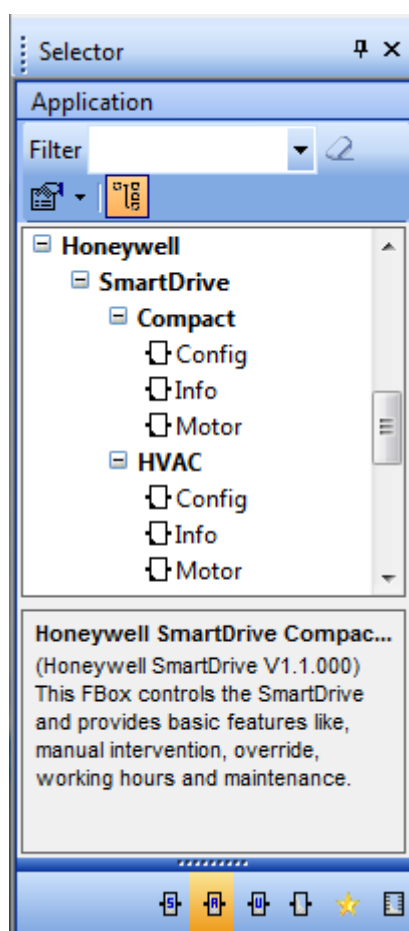 Selector
Application
Filter
Honeywell
SmartDrive
Compact
Config
Info
Motor
HVAC
Config
Info
Motor
Honeywell SmartDrive Compac...
(Honeywell SmartDrive V1.1.000)
This FBox controls the SmartDrive
and provides basic features like,
manual intervention, override,
working hours and maintenance.
S A U